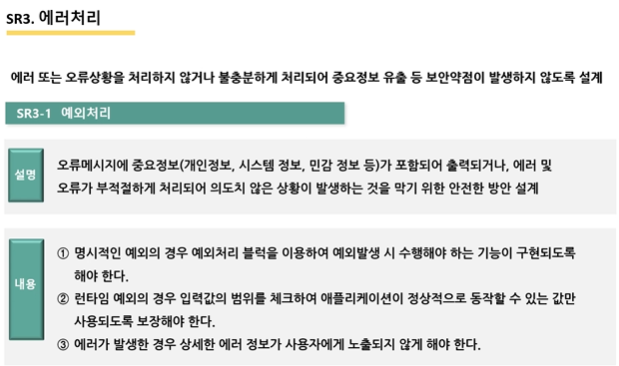 SR3. 에러처리
에러 또는 오류상황을 처리하지 않거나 불충분하게 처리되어 중요정보 유출 등 보안약점이 발생하지 않도록 설계
SR3-1 예외처리
설명
오류메시지에 중요정보(개인정보, 시스템 정보, 민감 정보 등)가 포함되어 출력되거나, 에러 및
오류가 부적절하게 처리되어 의도치 않은 상황이 발생하는 것을 막기 위한 안전한 방안 설계
내용
① 명시적인 예외의 경우 예외처리 블럭을 이용하여 예외발생 시 수행해야 하는 기능이 구현되도록
해야 한다.
② 런타임 예외의 경우 입력값의 범위를 체크하여 애플리케이션이 정상적으로 동작할 수 있는 값만
사용되도록 보장해야 한다.
③ 에러가 발생한 경우 상세한 에러 정보가 사용자에게 노출되지 않게 해야 한다.